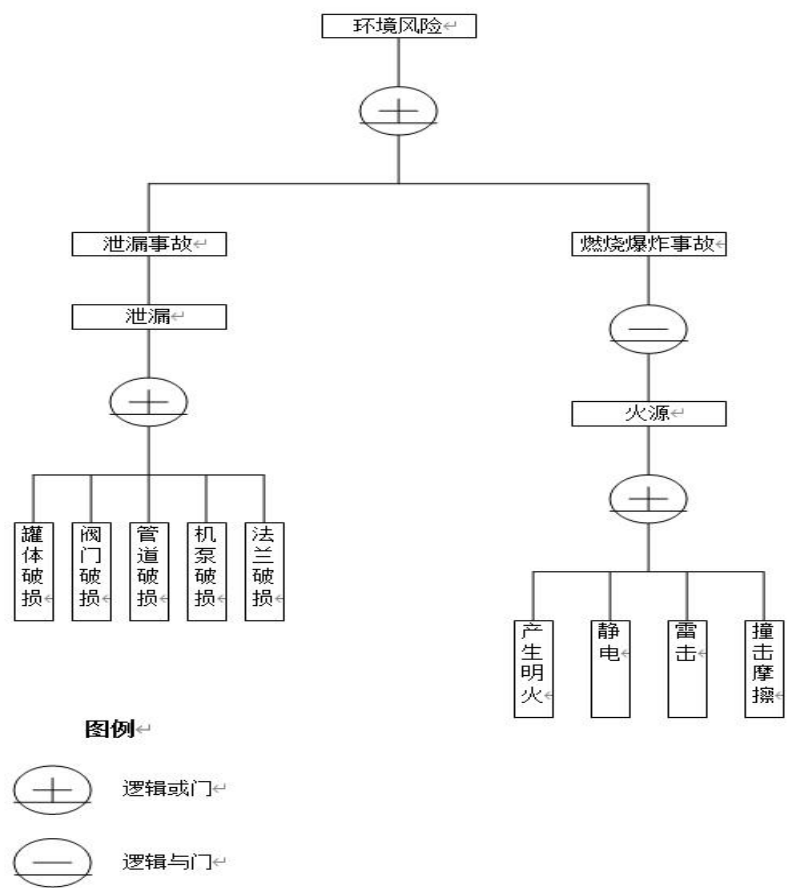 环境风险
泄漏事故
燃烧爆炸事故
泄漏
火源
罐体破损
阀门破损
管道破损
机泵破损
法兰破损
产生明火
静电
雷击
撞击摩擦
图例
逻辑或门
逻辑与门